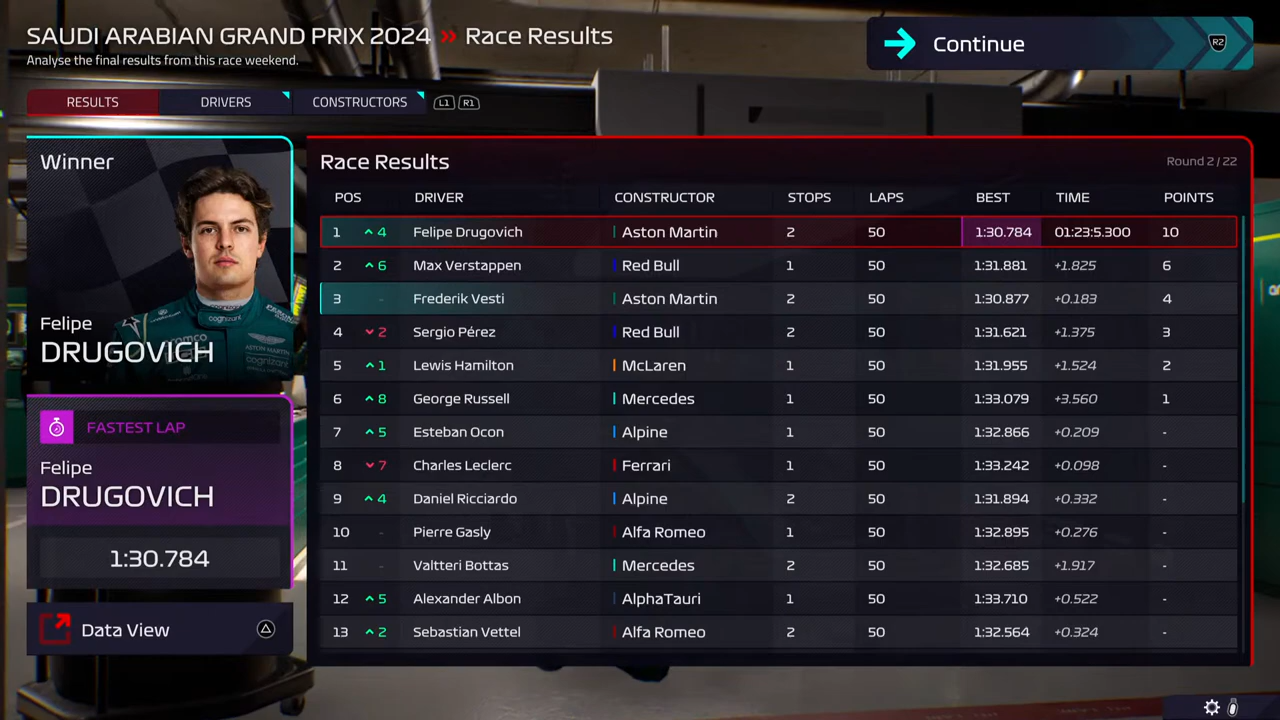 SAUDI ARABIAN GRAND PRIX 2024 » Race Results
Analyse the final results from this race weekend.
Continue R2
RESULTS DRIVERS CONSTRUCTORS L1 R1
Winner
Felipe
DRUGOVICH
FASTEST LAP
Felipe
DRUGOVICH
1:30.784
Data View
Race Results Round 2 / 22
POS DRIVER CONSTRUCTOR STOPS LAPS BEST TIME POINTS
1 4 Felipe Drugovich Aston Martin 2 50 1:30.784 01:23:5.300 10
2 6 Max Verstappen Red Bull 1 50 1:31.881 +1.825 6
3 - Frederik Vesti Aston Martin 2 50 1:30.877 +0.183 4
4 2 Sergio Pérez Red Bull 2 50 1:31.621 +1.375 3
5 1 Lewis Hamilton McLaren 1 50 1:31.955 +1.524 2
6 8 George Russell Mercedes 1 50 1:33.079 +3.560 1
7 5 Esteban Ocon Alpine 1 50 1:32.866 +0.209 -
8 7 Charles Leclerc Ferrari 1 50 1:33.242 +0.098 -
9 4 Daniel Ricciardo Alpine 2 50 1:31.894 +0.332 -
10 - Pierre Gasly Alfa Romeo 1 50 1:32.895 +0.276 -
11 - Valtteri Bottas Mercedes 2 50 1:32.685 +1.917 -
12 5 Alexander Albon AlphaTauri 1 50 1:33.710 +0.522 -
13 2 Sebastian Vettel Alfa Romeo 2 50 1:32.564 +0.324 -